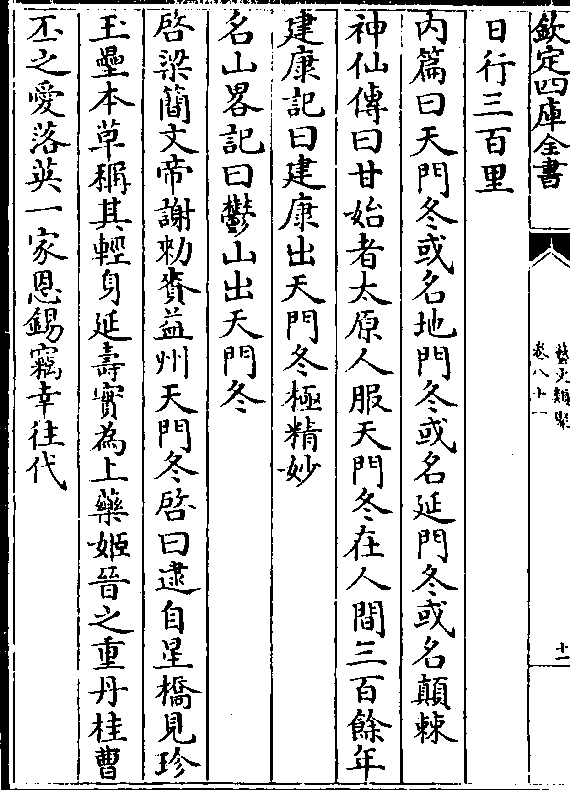 欽定四庫全書
藝文類聚
卷八十一
十一
日行三百里
内篇曰天門冬或名地門冬或名延門冬或名顛棘
神仙傳曰甘始者太原人服天門冬在人間三百餘年
建康記曰建康出天門冬極精妙
名山畧記曰鬱山出天門冬
啓梁簡文帝謝勑賚益州天門冬啓曰逮自星橋見珍
玉壘本草稱其輕身延壽實為上藥姬晉之重丹桂曹
丕之愛落英一家恩錫竊幸往代